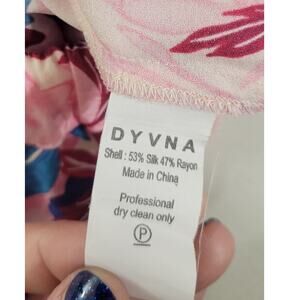 DYVNA
Shell : 53% Silk 47% Rayon
Made in China
Professional
dry clean only
P